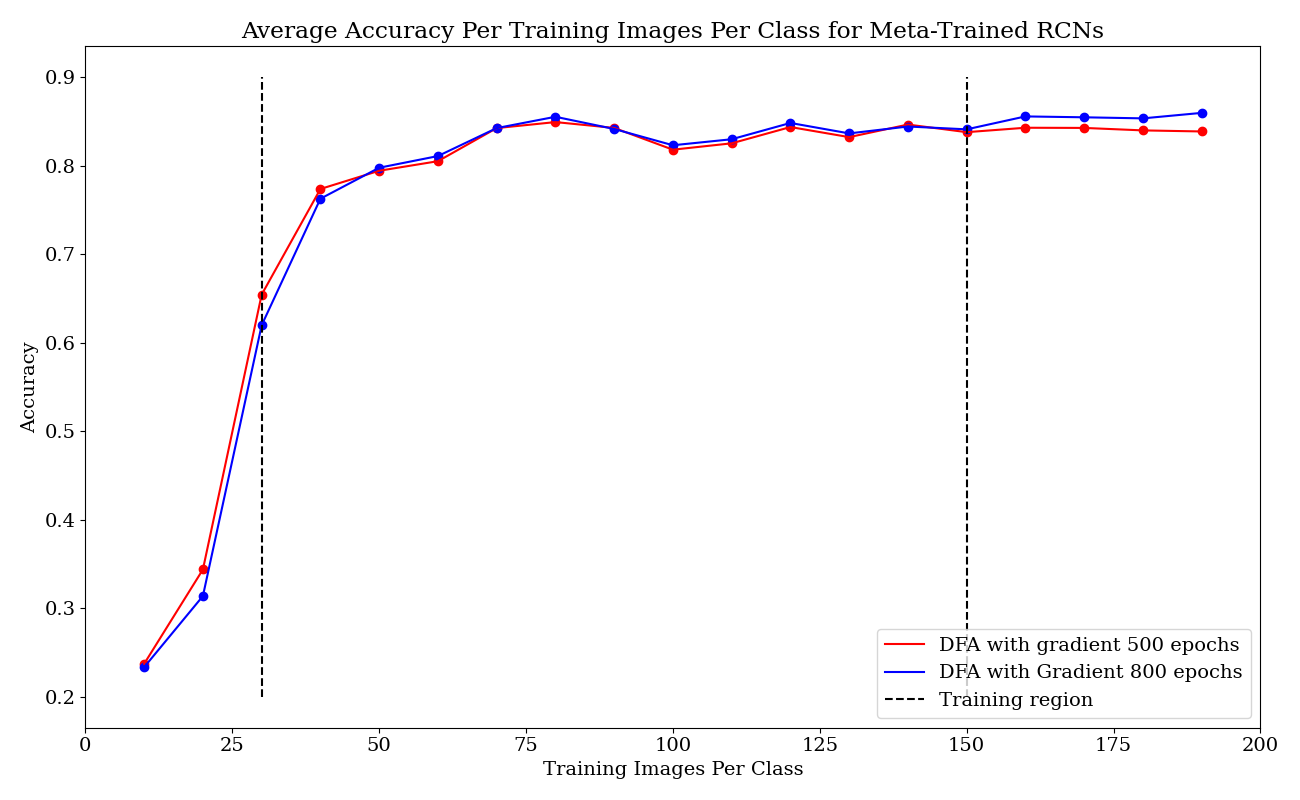 Average Accuracy Per Training Images Per Class for Meta-Trained RCNs
0.9
0.8
0.7
0.6
0.5
0.4
0.3
0.2
Accuracy
DFA with gradient 500 epochs
DFA with Gradient 800 epochs
Training region
0 25 50 75 100 125 150 175 200
Training Images Per Class